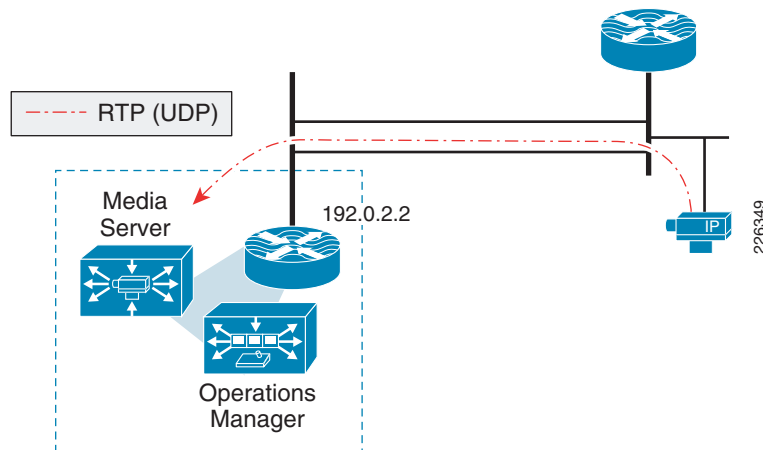 RTP (UDP)
Media
Server
192.0.2.2
IP
226349
Operations
Manager